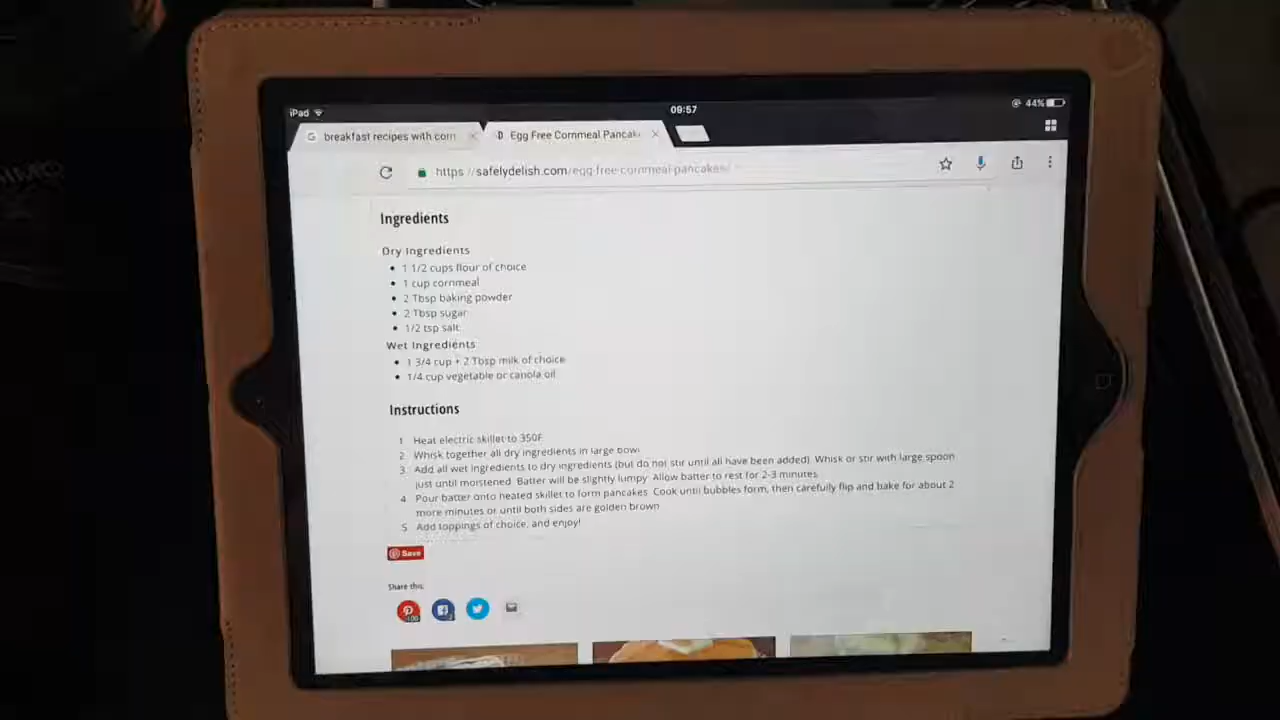 iPad
09:57
44%
G breakfast recipes with corn
D Egg Free Cornmeal Pancak
https://safelydelish.com/egg-free-cornmeal-pancakes/
Ingredients
Dry Ingredients
• 1 1/2 cups flour of choice
• 1 cup cornmeal
• 2 Tbsp baking powder
• 2 Tbsp sugar
• 1/2 tsp salt
Wet Ingredients
• 1 3/4 cup + 2 Tbsp milk of choice
• 1/4 cup vegetable or canola oil
Instructions
1 Heat electric skillet to 350F
2 Whisk together all dry ingredients in large bowl
3 Add all wet ingredients to dry ingredients (but do not stir until all have been added). Whisk or stir with large spoon
just until moistened. Batter will be slightly lumpy. Allow batter to rest for 2-3 minutes
4 Pour batter onto heated skillet to form pancakes. Cook until bubbles form, then carefully flip and bake for about 2
more minutes or until both sides are golden brown
5 Add toppings of choice, and enjoy!
Save
Share this: